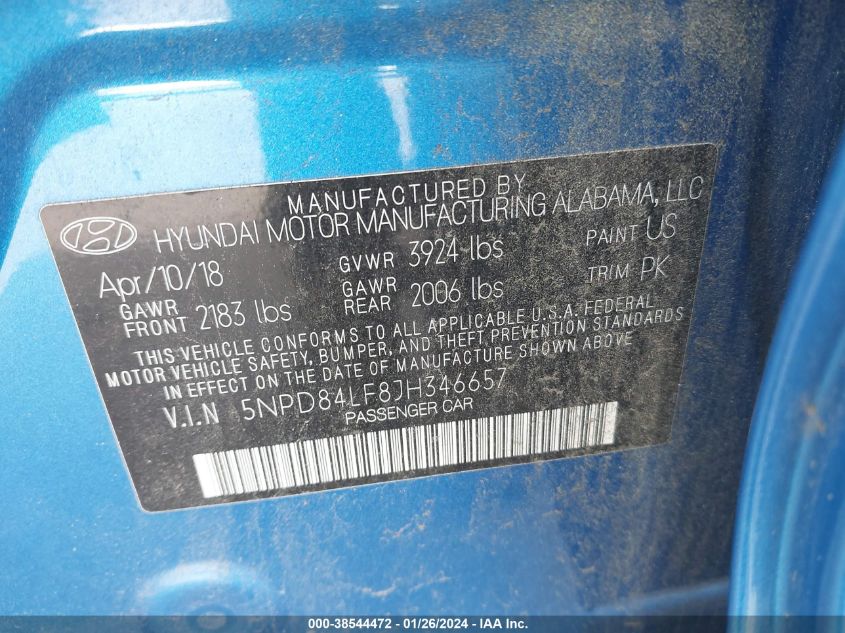 MANUFACTURED BY
HYUNDAI MOTOR MANUFACTURING ALABAMA, LLC
Apr/10/18 GVWR 3924 lbs PAINT US
GAWR FRONT 2183 lbs GAWR REAR 2006 lbs TRIM PK
THIS VEHICLE CONFORMS TO ALL APPLICABLE U.S.A. FEDERAL
MOTOR VEHICLE SAFETY, BUMPER, AND THEFT PREVENTION STANDARDS
IN EFFECT ON THE DATE OF MANUFACTURE SHOWN ABOVE
V.I.N 5NPD84LF8JH346657
PASSENGER CAR
000-38544472 — 01/26/2024 — IAA Inc.